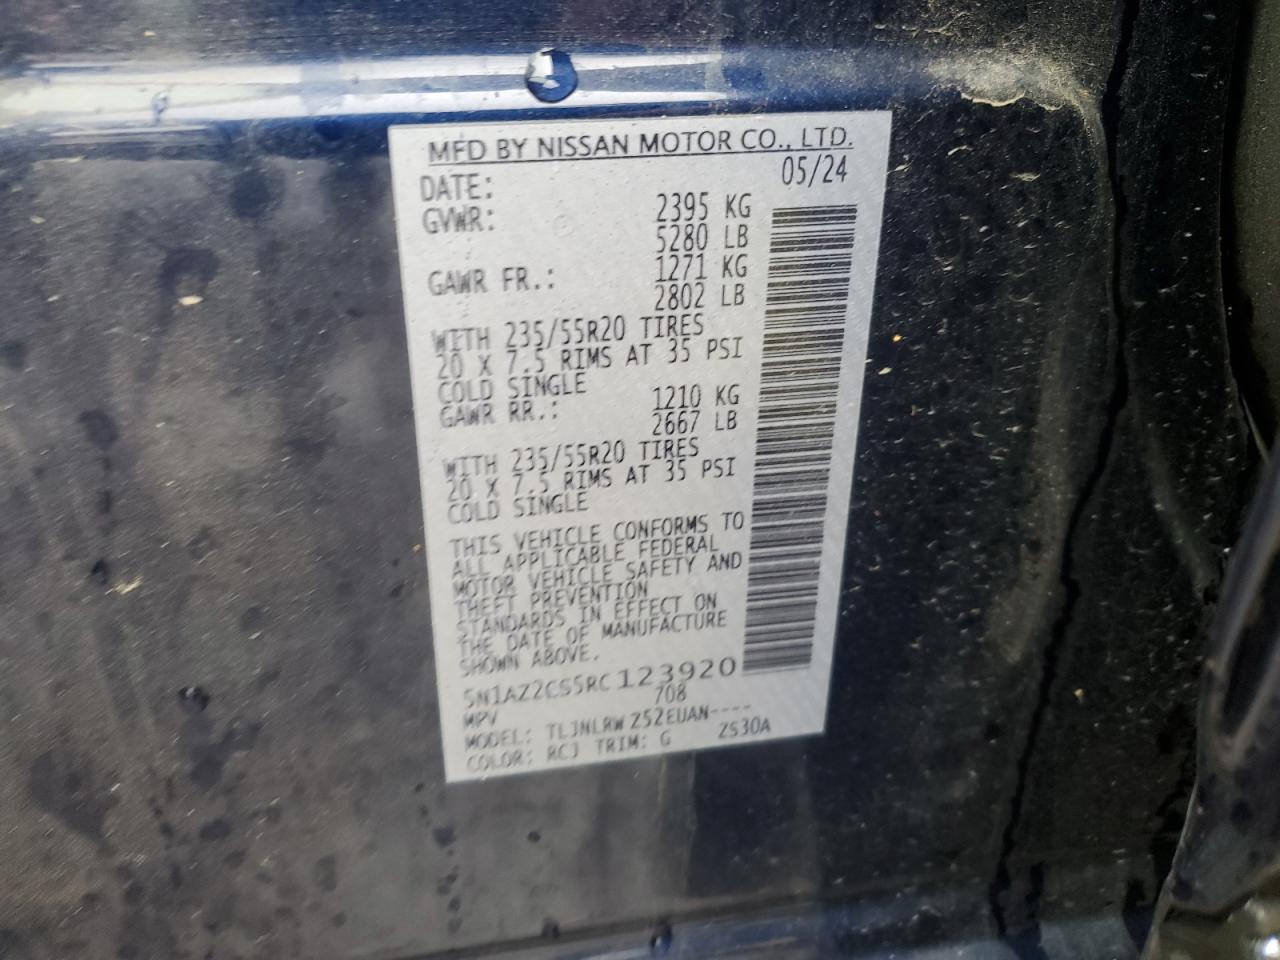 MFD BY NISSAN MOTOR CO., LTD.
DATE: 05/24
GVWR: 2395 KG
5280 LB
GAWR FR.: 1271 KG
2802 LB
WITH 235/55R20 TIRES
20 X 7.5 RIMS AT 35 PSI
COLD SINGLE
GAWR RR.: 1210 KG
2667 LB
WITH 235/55R20 TIRES
20 X 7.5 RIMS AT 35 PSI
COLD SINGLE
THIS VEHICLE CONFORMS TO
ALL APPLICABLE FEDERAL
MOTOR VEHICLE SAFETY AND
THEFT PREVENTION
STANDARDS IN EFFECT ON
THE DATE OF MANUFACTURE
SHOWN ABOVE.
5N1AZ2CS5RC123920
MPV 708
MODEL: TLJNLRW Z52EUAN----
COLOR: RCJ TRIM: G ZS30A